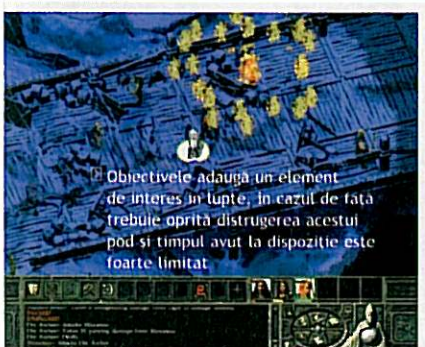 Obiectivele adaugă un element
de interes în lupte, în cazul de față
trebuie oprită distrugerea acestui
pod și timpul avut la dispoziție este
foarte limitat